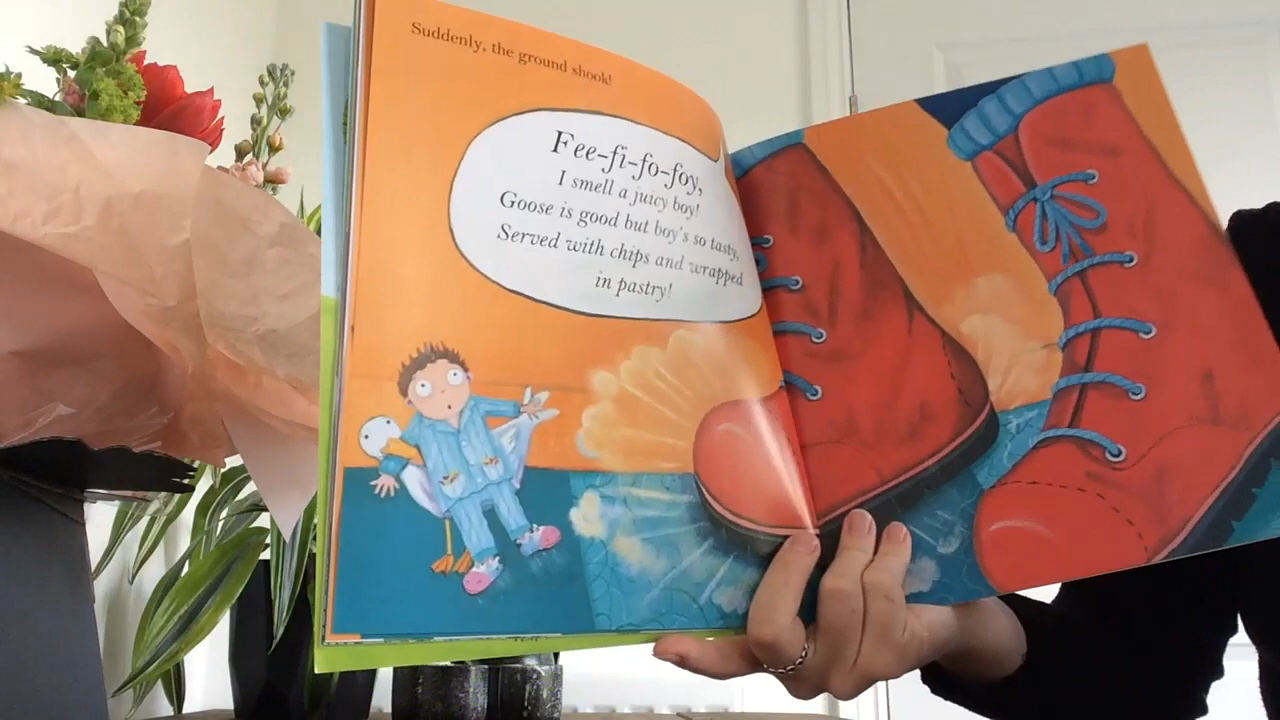 Suddenly, the ground shook!
Fee-fi-fo-foy,
I smell a juicy boy!
Goose is good but boy's so tasty,
Served with chips and wrapped
in pastry!